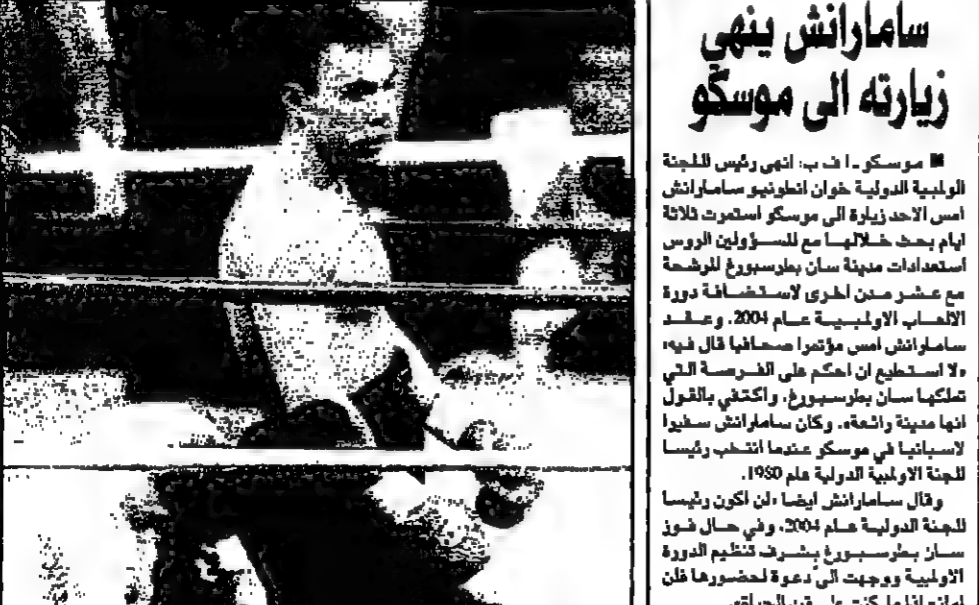 سامارانش ينهي
زيارته الى موسكو
■ موسكو ـ ا ف ب: انهى رئيس اللجنة
الولمبية الدولية خوان انطونيو سامارانش
امس الاحد زيارة الى موسكو استمرت ثلاثة
ايام بحث خلالها مع المسؤولين الروس
استعدادات مدينة سان بطرسبورغ المرشحة
مع عشر مدن اخرى لاستضافة دورة
الالعاب الاولمبية عام 2004. وعقد
سامارانش امس مؤتمرا صحافيا قال فيه:
«لا استطيع ان احكم على الفرصة التي
تملكها سان بطرسبورغ. واكتفي بالقول
انها مدينة رائعة». وكان سامارانش سفيرا
لاسبانيا في موسكو عندما انتخب رئيسا
للجنة الاولمبية الدولية عام 1980.
وقال سامارانش ايضا «لن اكون رئيسا
للجنة الدولية عام 2004. وفي حال فوز
سان بطرسبورغ بشرف تنظيم الدورة
الاولمبية ووجهت الي دعوة لحضورها فلن